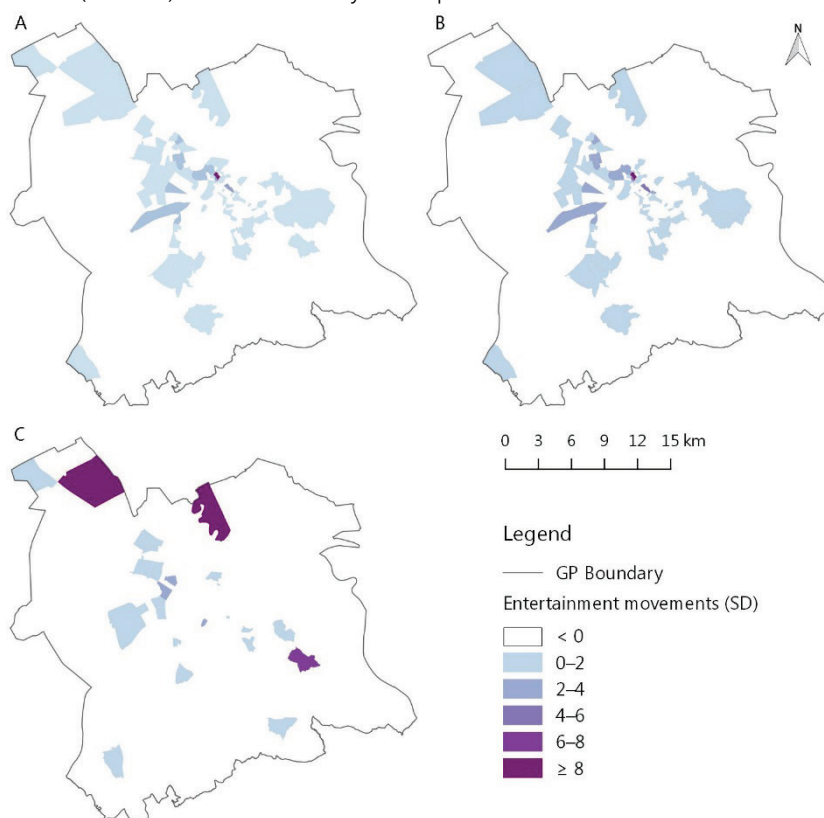 A
B
N
C
0 3 6 9 12 15 km
Legend
GP Boundary
Entertainment movements (SD)
< 0
0–2
2–4
4–6
6–8
≥ 8